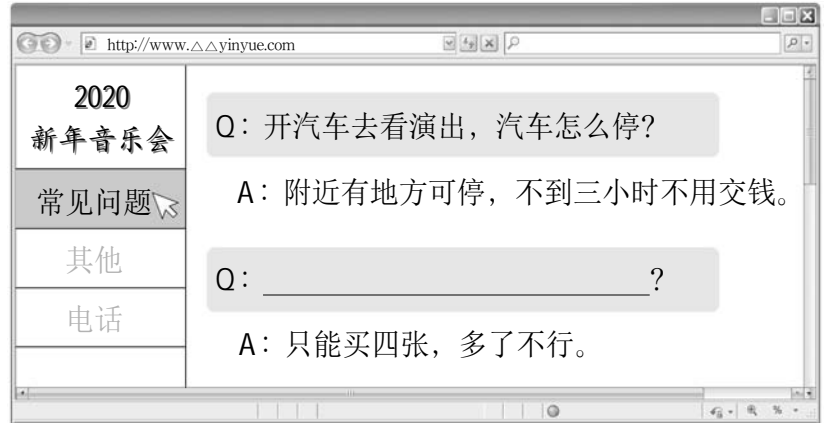 http://www.△△yinyue.com
2020
新年音乐会
常见问题
其他
电话
Q：开汽车去看演出，汽车怎么停？
A：附近有地方可停，不到三小时不用交钱。
Q：____________________？
A：只能买四张，多了不行。